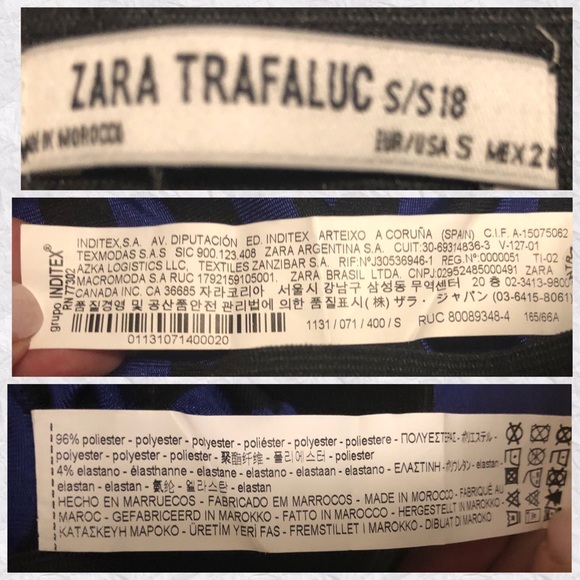 ZARA TRAFALUC S/S18
MADE IN MOROCCO EUR/USA S MEX 26
grupo INDITEX
RN 77302
INDITEX,S.A. AV. DIPUTACIÓN ED. INDITEX ARTEIXO A CORUÑA (SPAIN) C.I.F. A-15075062
TEXMODAS S.A.S SIC 900.123.408 ZARA ARGENTINA S.A. CUIT:30-69314836-3 V-127-01
AZKA LOGISTICS LLC, TEXTILES ZANZIBAR S.A. RIF:Nº:J30536946-1 REG.Nº:0000051 TI-02
MACROMODA S.A RUC 1792159105001. ZARA BRASIL LTDA. CNPJ:02952485000491 ZARA
CANADA INC. CA 36685 자라코리아 서울시 강남구 삼성동 무역센터 20 층 02-3413-9800
품질경영 및 공산품안전 관리법에 의한 품질표시 (株) ザラ・ジャパン (03-6415-8061)
01131071400020 1131 / 071 / 400 / S RUC 80089348-4 165/66A
96% poliester - polyester - polyester - poliéster - polyester - poliestere - ΠΟΛΥΕΣΤΕΡΑΣ - ポリエステル -
polyester - polyester - polyester - 聚酯纤维 - 폴리에스터 - poliester
4% elastano - élasthanne - elastane - elastano - elastaan - elastano - ΕΛΑΣΤΙΝΗ - ポリウレタン - elastan -
elastan - elastan - 氨纶 - 엘라스탄 - elastan
HECHO EN MARRUECOS - FABRICADO EM MARROCOS - MADE IN MOROCCO - FABRIQUE AU
MAROC - GEFABRICEERD IN MAROKKO - FATTO IN MAROCCO - HERGESTELLT IN MAROKKO -
ΚΑΤΑΣΚΕΥΗ ΜΑΡΟΚΟ - ÜRETİM YERİ FAS - FREMSTILLET I MAROKKO - DIBUAT DI MAROKO